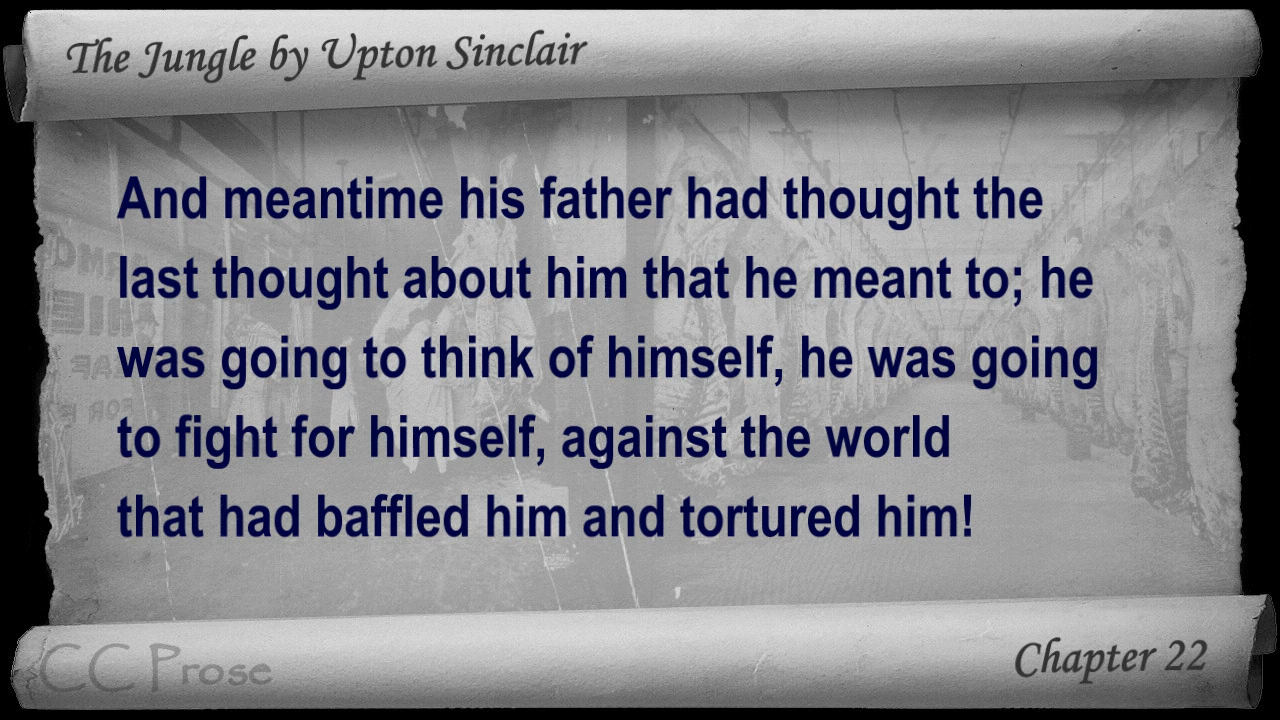 The Jungle by Upton Sinclair
And meantime his father had thought the
last thought about him that he meant to; he
was going to think of himself, he was going
to fight for himself, against the world
that had baffled him and tortured him!
CC Prose
Chapter 22